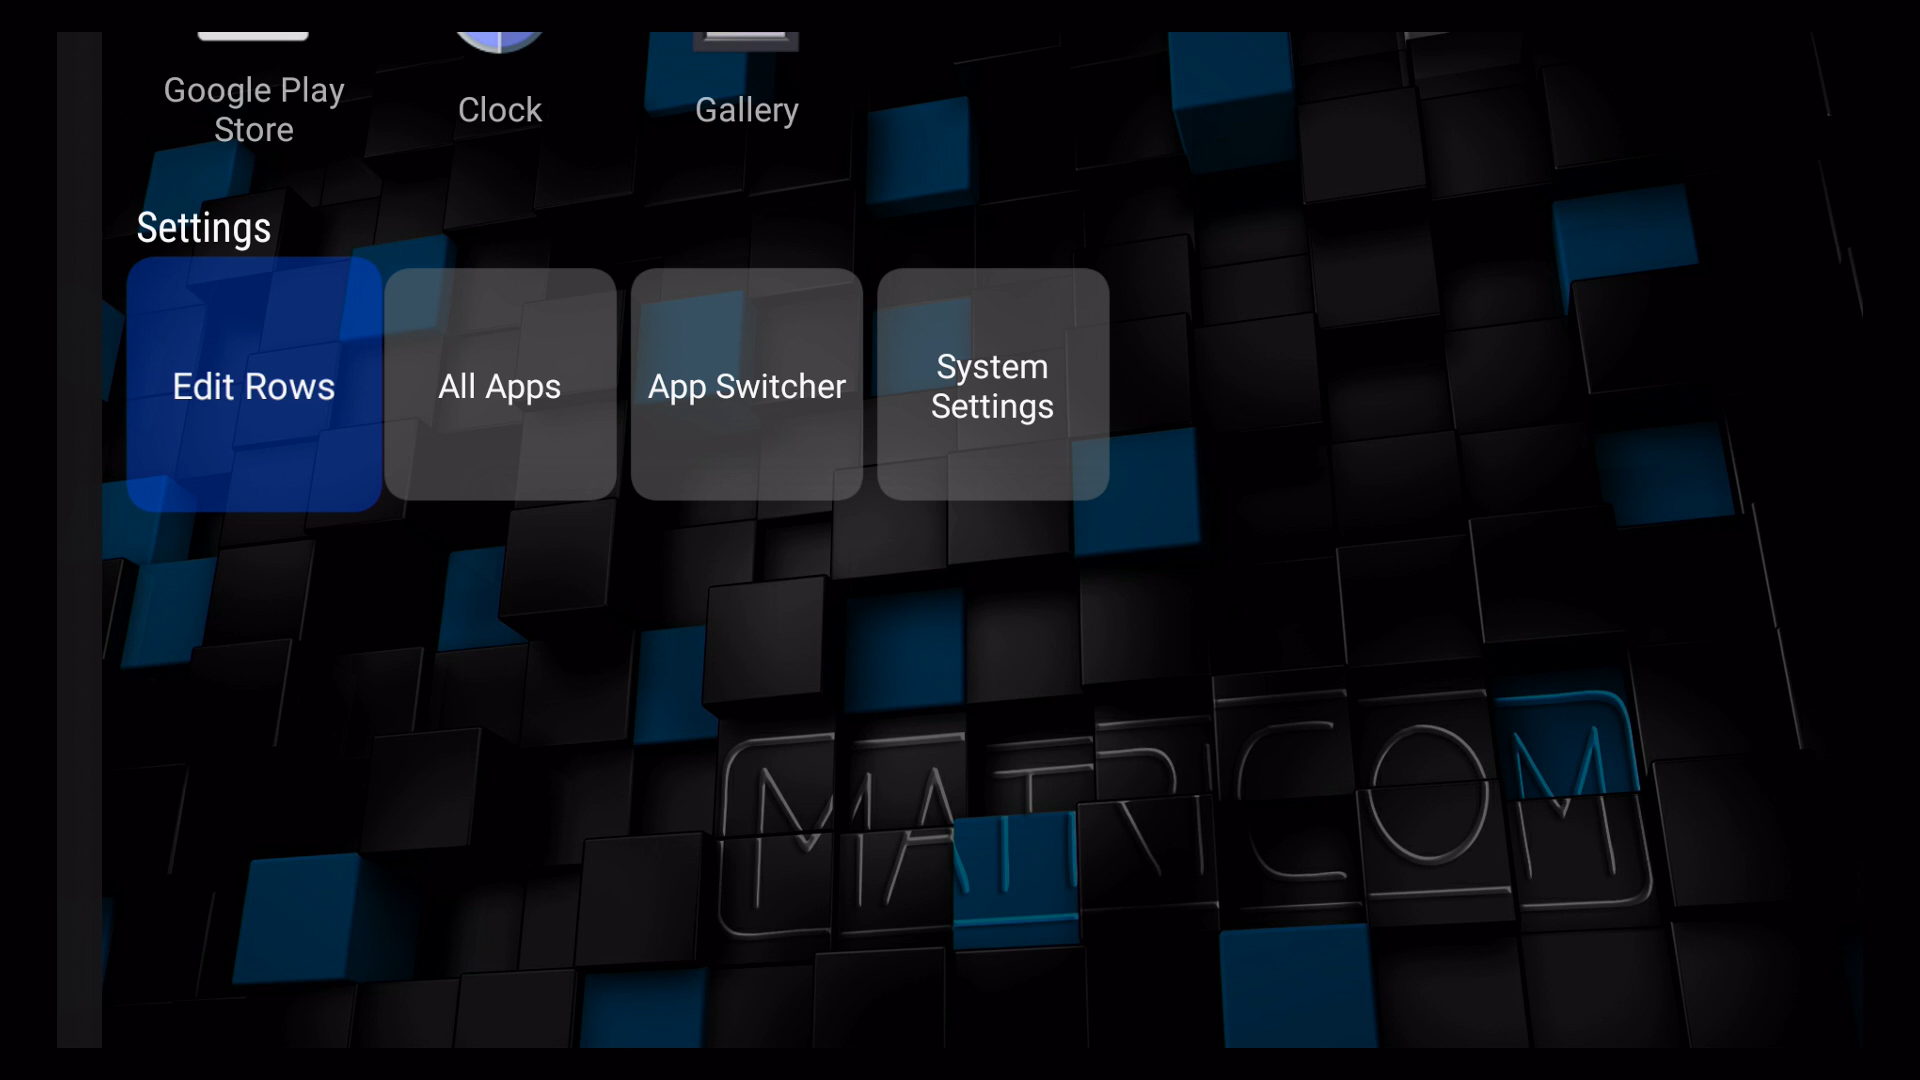 Google Play
Store
Clock
Gallery
Settings
Edit Rows
All Apps
App Switcher
System
Settings
MATRICOM